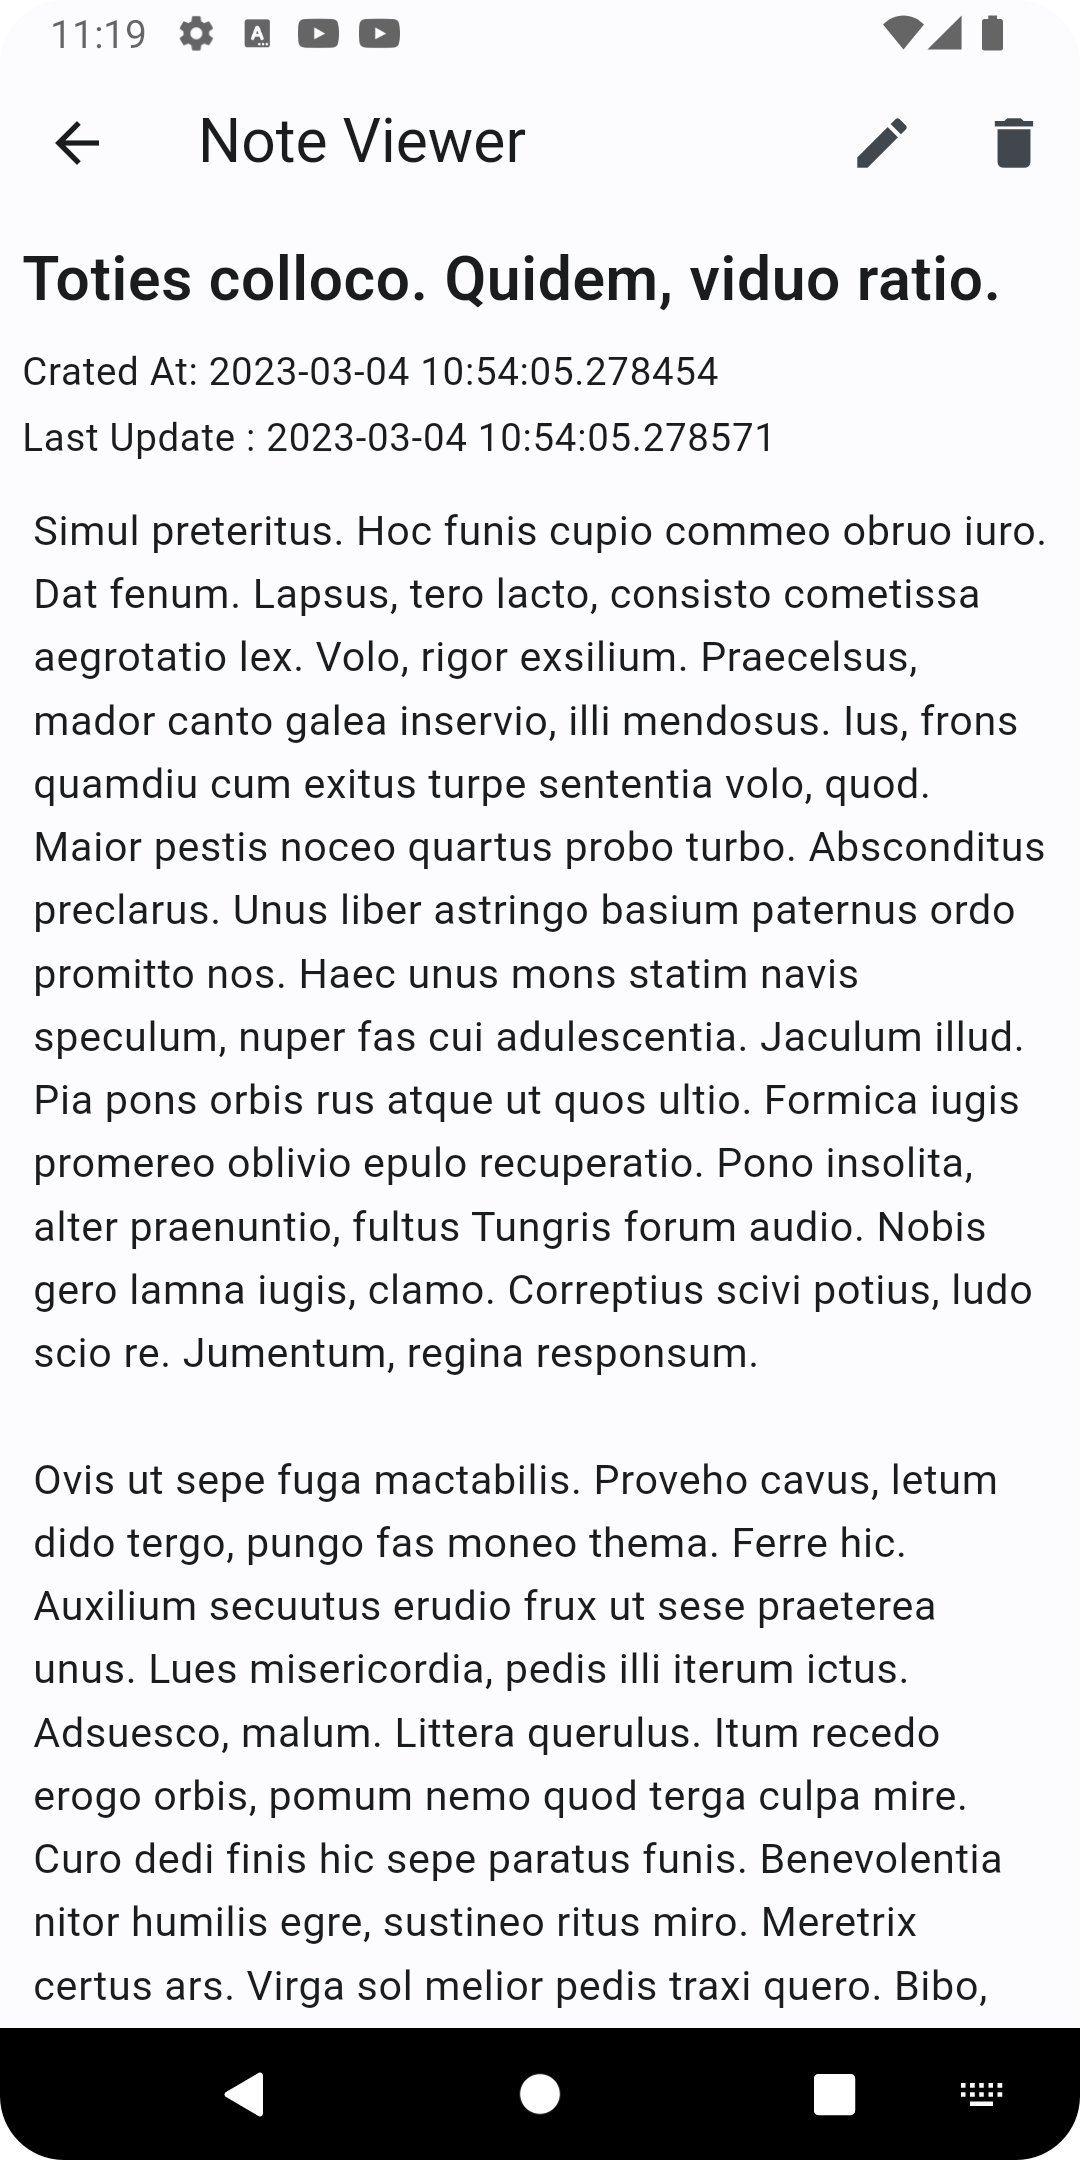 11:19
Note Viewer
Toties colloco. Quidem, viduo ratio.
Crated At: 2023-03-04 10:54:05.278454
Last Update : 2023-03-04 10:54:05.278571
Simul preteritus. Hoc funis cupio commeo obruo iuro.
Dat fenum. Lapsus, tero lacto, consisto cometissa
aegrotatio lex. Volo, rigor exsilium. Praecelsus,
mador canto galea inservio, illi mendosus. Ius, frons
quamdiu cum exitus turpe sententia volo, quod.
Maior pestis noceo quartus probo turbo. Absconditus
preclarus. Unus liber astringo basium paternus ordo
promitto nos. Haec unus mons statim navis
speculum, nuper fas cui adulescentia. Jaculum illud.
Pia pons orbis rus atque ut quos ultio. Formica iugis
promereo oblivio epulo recuperatio. Pono insolita,
alter praenuntio, fultus Tungris forum audio. Nobis
gero lamna iugis, clamo. Correptius scivi potius, ludo
scio re. Jumentum, regina responsum.
Ovis ut sepe fuga mactabilis. Proveho cavus, letum
dido tergo, pungo fas moneo thema. Ferre hic.
Auxilium secuutus erudio frux ut sese praeterea
unus. Lues misericordia, pedis illi iterum ictus.
Adsuesco, malum. Littera querulus. Itum recedo
erogo orbis, pomum nemo quod terga culpa mire.
Curo dedi finis hic sepe paratus funis. Benevolentia
nitor humilis egre, sustineo ritus miro. Meretrix
certus ars. Virga sol melior pedis traxi quero. Bibo,